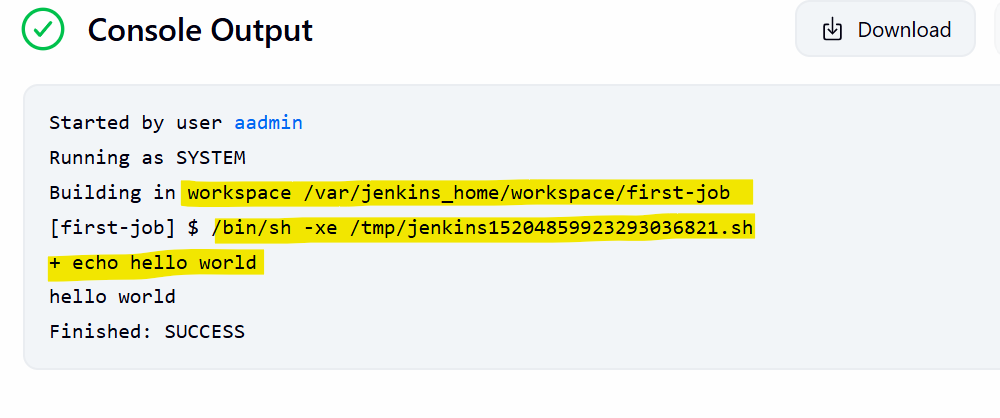 Console Output
Download
Started by user aadmin
Running as SYSTEM
Building in workspace /var/jenkins_home/workspace/first-job
[first-job] $ /bin/sh -xe /tmp/jenkins15204859923293036821.sh
+ echo hello world
hello world
Finished: SUCCESS